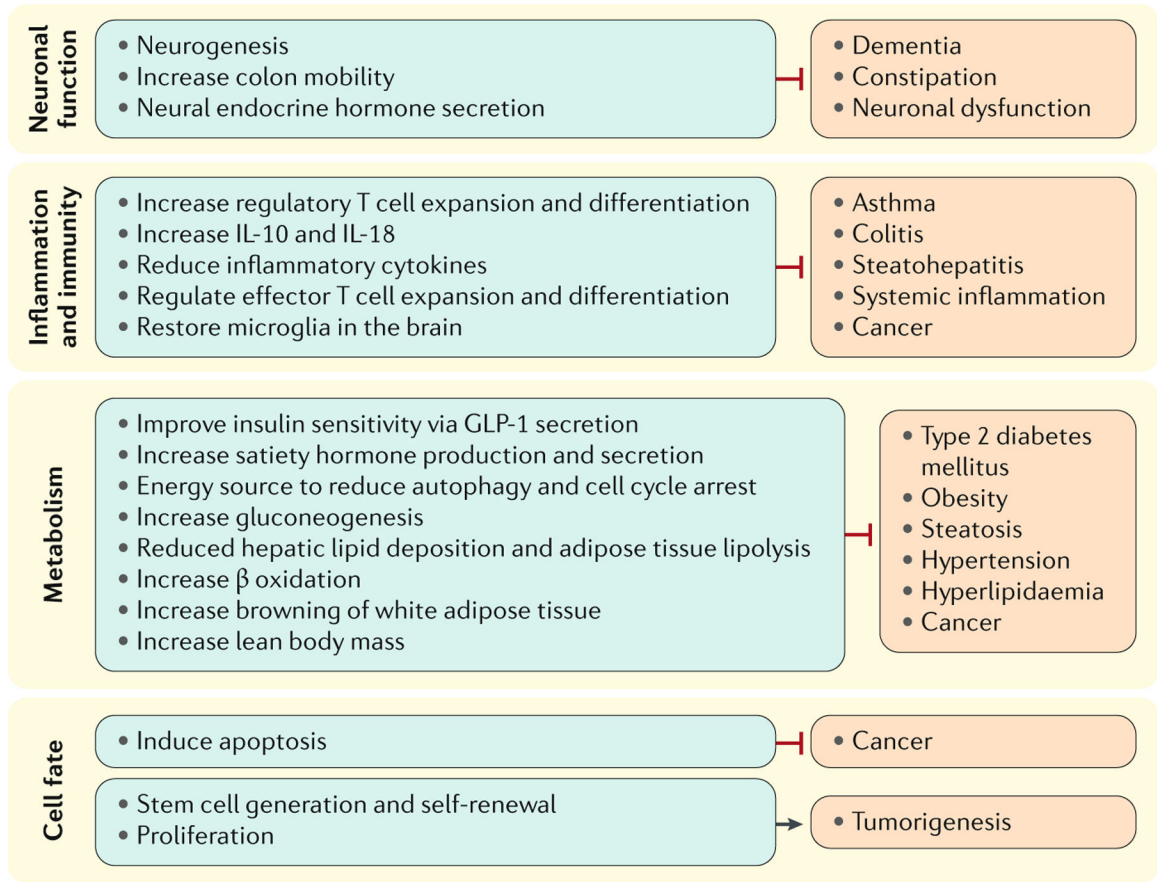 Neuronal
function
• Neurogenesis
• Increase colon mobility
• Neural endocrine hormone secretion
• Dementia
• Constipation
• Neuronal dysfunction
Inflammation
and immunity
• Increase regulatory T cell expansion and differentiation
• Increase IL-10 and IL-18
• Reduce inflammatory cytokines
• Regulate effector T cell expansion and differentiation
• Restore microglia in the brain
• Asthma
• Colitis
• Steatohepatitis
• Systemic inflammation
• Cancer
Metabolism
• Improve insulin sensitivity via GLP-1 secretion
• Increase satiety hormone production and secretion
• Energy source to reduce autophagy and cell cycle arrest
• Increase gluconeogenesis
• Reduced hepatic lipid deposition and adipose tissue lipolysis
• Increase β oxidation
• Increase browning of white adipose tissue
• Increase lean body mass
• Type 2 diabetes
mellitus
• Obesity
• Steatosis
• Hypertension
• Hyperlipidaemia
• Cancer
Cell fate
• Induce apoptosis
• Cancer
• Stem cell generation and self-renewal
• Proliferation
• Tumorigenesis